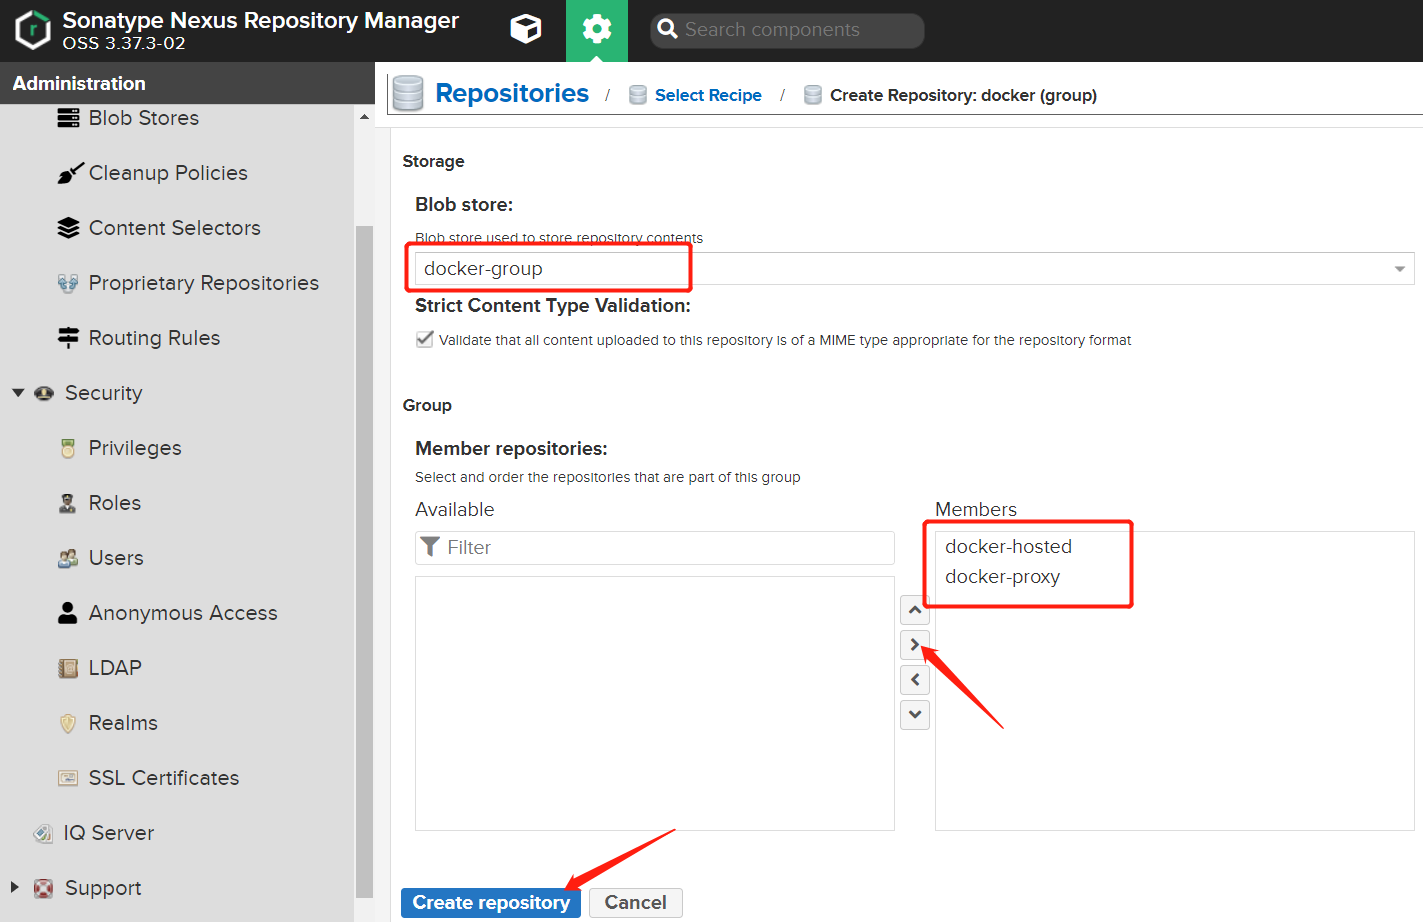 Sonatype Nexus Repository Manager
OSS 3.37.3-02
Search components
Administration
Blob Stores
Cleanup Policies
Content Selectors
Proprietary Repositories
Routing Rules
Security
Privileges
Roles
Users
Anonymous Access
LDAP
Realms
SSL Certificates
IQ Server
Support
Repositories / Select Recipe / Create Repository: docker (group)
Storage
Blob store:
Blob store used to store repository contents
docker-group
Strict Content Type Validation:
Validate that all content uploaded to this repository is of a MIME type appropriate for the repository format
Group
Member repositories:
Select and order the repositories that are part of this group
Available
Filter
Members
docker-hosted
docker-proxy
Create repository
Cancel